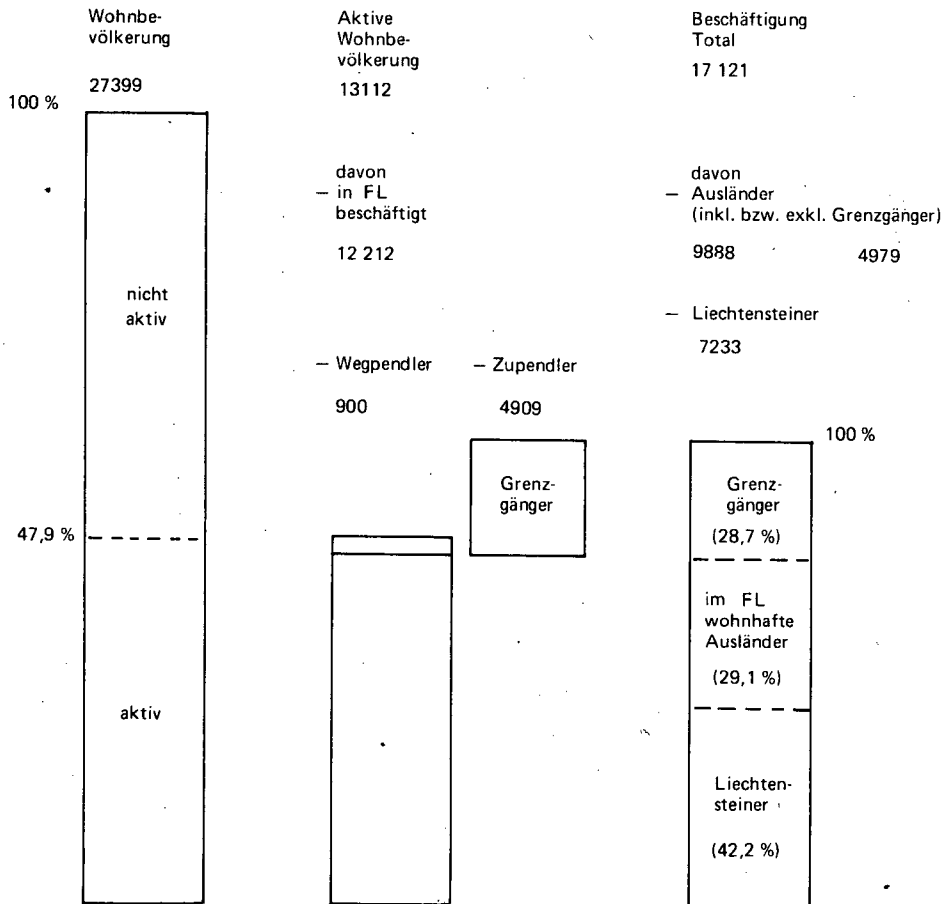 Wohnbe-
völkerung
27399
100 %
nicht
aktiv
47,9 %
aktiv
Aktive
Wohnbe-
völkerung
13112
davon
– in FL
beschäftigt
12 212
– Wegpendler
900
– Zupendler
4909
Grenz-
gänger
Beschäftigung
Total
17 121
davon
– Ausländer
(inkl. bzw. exkl. Grenzgänger)
9888 4979
– Liechtensteiner
7233
100 %
Grenz-
gänger
(28,7 %)
im FL
wohnhafte
Ausländer
(29,1 %)
Liechten-
steiner
(42,2 %)